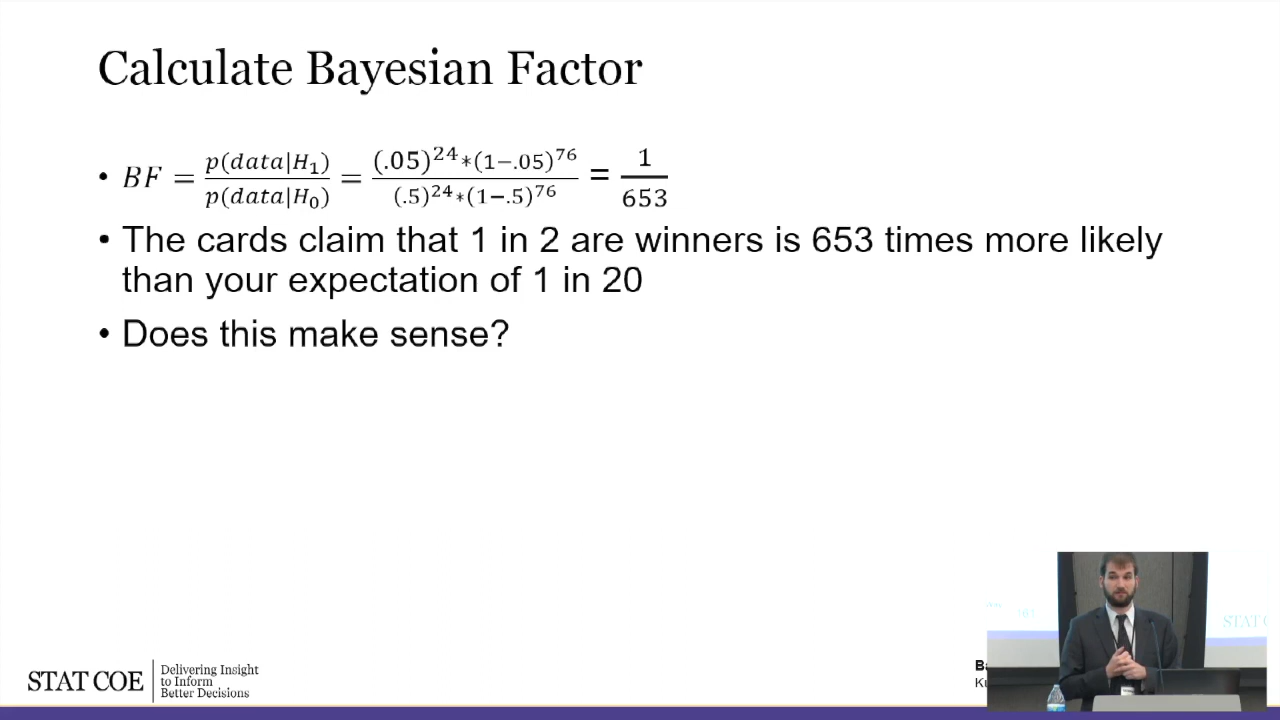 Calculate Bayesian Factor
• BF = p(data|H₁) / p(data|H₀) = (.05)²⁴*(1−.05)⁷⁶ / (.5)²⁴*(1−.5)⁷⁶ = 1 / 653
• The cards claim that 1 in 2 are winners is 653 times more likely
than your expectation of 1 in 20
• Does this make sense?
STAT COE
Delivering Insight
to Inform
Better Decisions
STAT C